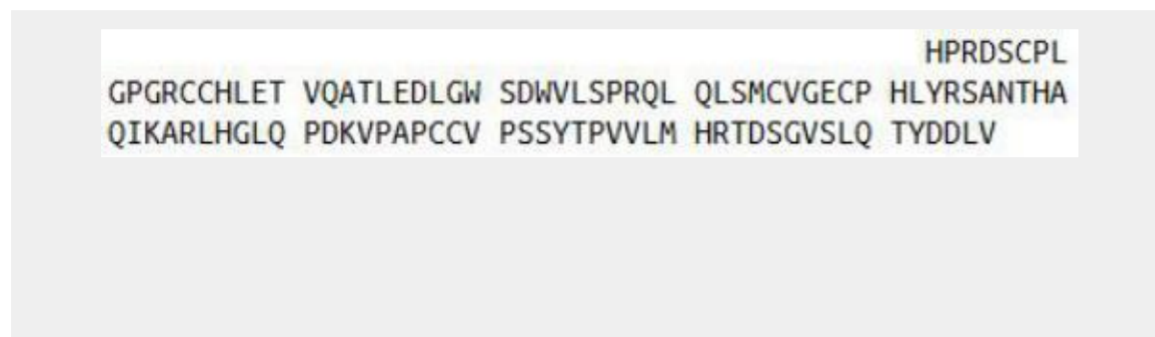 HPRDSCPL
GPGRCCHLET VQATLEDLGW SDWVLSPRQL QLSMCVGECP HLYRSANTHA
QIKARLHGLQ PDKVPAPCCV PSSYTPVVLM HRTDSGVSLQ TYDDLV